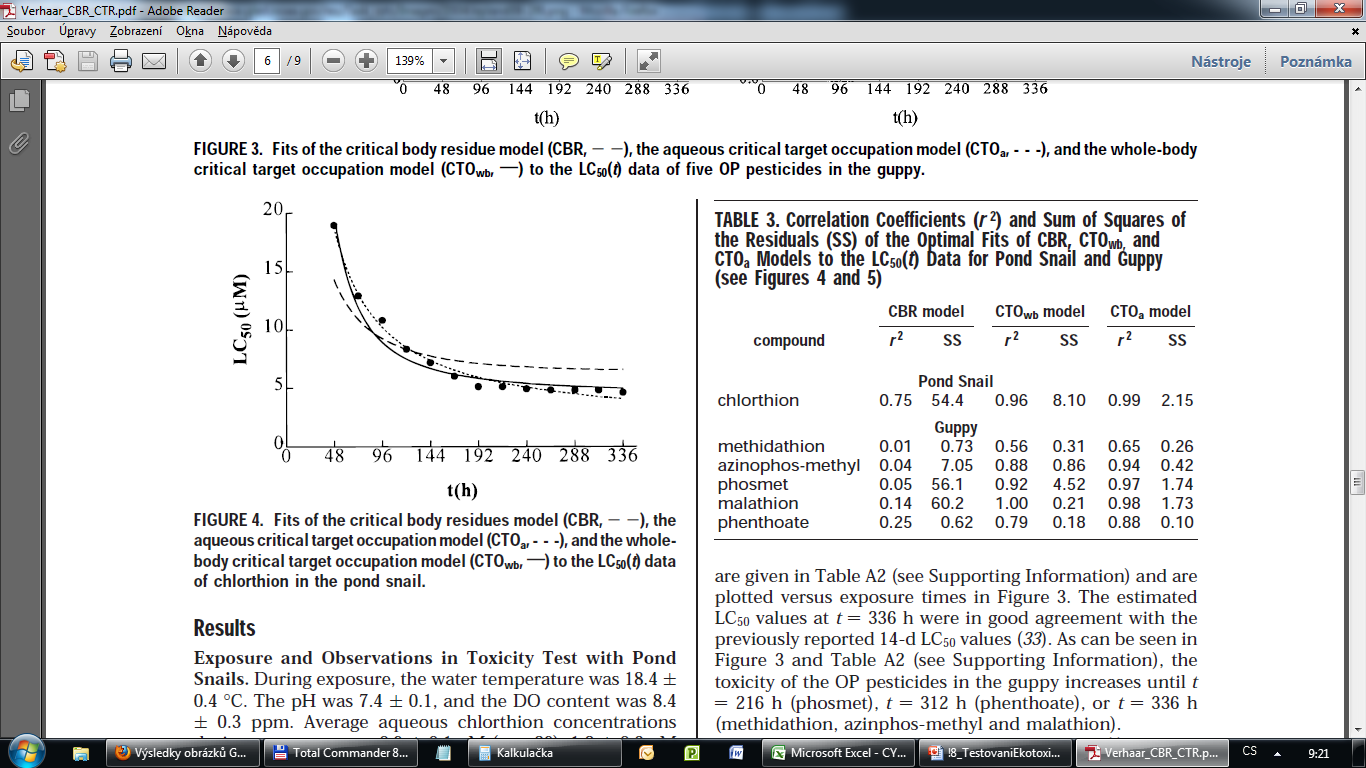 Verhaar_CBR_CTR.pdf - Adobe Reader
Soubor Úpravy Zobrazení Okna Nápověda
6 / 9 139% Nástroje Poznámka
0 48 96 144 192 240 288 336
t(h)
0 48 96 144 192 240 288 336
t(h)
FIGURE 3. Fits of the critical body residue model (CBR, – –), the aqueous critical target occupation model (CTOa, - - -), and the whole-body
critical target occupation model (CTOwb, —) to the LC50(t) data of five OP pesticides in the guppy.
20
15
10
5
0
LC50 (μM)
0 48 96 144 192 240 288 336
t(h)
FIGURE 4. Fits of the critical body residues model (CBR, – –), the
aqueous critical target occupation model (CTOa, - - -), and the whole-
body critical target occupation model (CTOwb, —) to the LC50(t) data
of chlorthion in the pond snail.
Results
Exposure and Observations in Toxicity Test with Pond
Snails. During exposure, the water temperature was 18.4 ±
0.4 °C. The pH was 7.4 ± 0.1, and the DO content was 8.4
± 0.3 ppm. Average aqueous chlorthion concentrations
TABLE 3. Correlation Coefficients (r²) and Sum of Squares of
the Residuals (SS) of the Optimal Fits of CBR, CTOwb, and
CTOa Models to the LC50(t) Data for Pond Snail and Guppy
(see Figures 4 and 5)
CBR model CTOwb model CTOa model
compound r² SS r² SS r² SS
Pond Snail
chlorthion 0.75 54.4 0.96 8.10 0.99 2.15
Guppy
methidathion 0.01 0.73 0.56 0.31 0.65 0.26
azinophos-methyl 0.04 7.05 0.88 0.86 0.94 0.42
phosmet 0.05 56.1 0.92 4.52 0.97 1.74
malathion 0.14 60.2 1.00 0.21 0.98 1.73
phenthoate 0.25 0.62 0.79 0.18 0.88 0.10
are given in Table A2 (see Supporting Information) and are
plotted versus exposure times in Figure 3. The estimated
LC50 values at t = 336 h were in good agreement with the
previously reported 14-d LC50 values (33). As can be seen in
Figure 3 and Table A2 (see Supporting Information), the
toxicity of the OP pesticides in the guppy increases until t
= 216 h (phosmet), t = 312 h (phenthoate), or t = 336 h
(methidathion, azinphos-methyl and malathion).
Výsledky obrázků G... Total Commander 8... Kalkulačka Microsoft Excel - CY... !8_TestovaniEkotoxi... Verhaar_CBR_CTR.p... CS 9:21